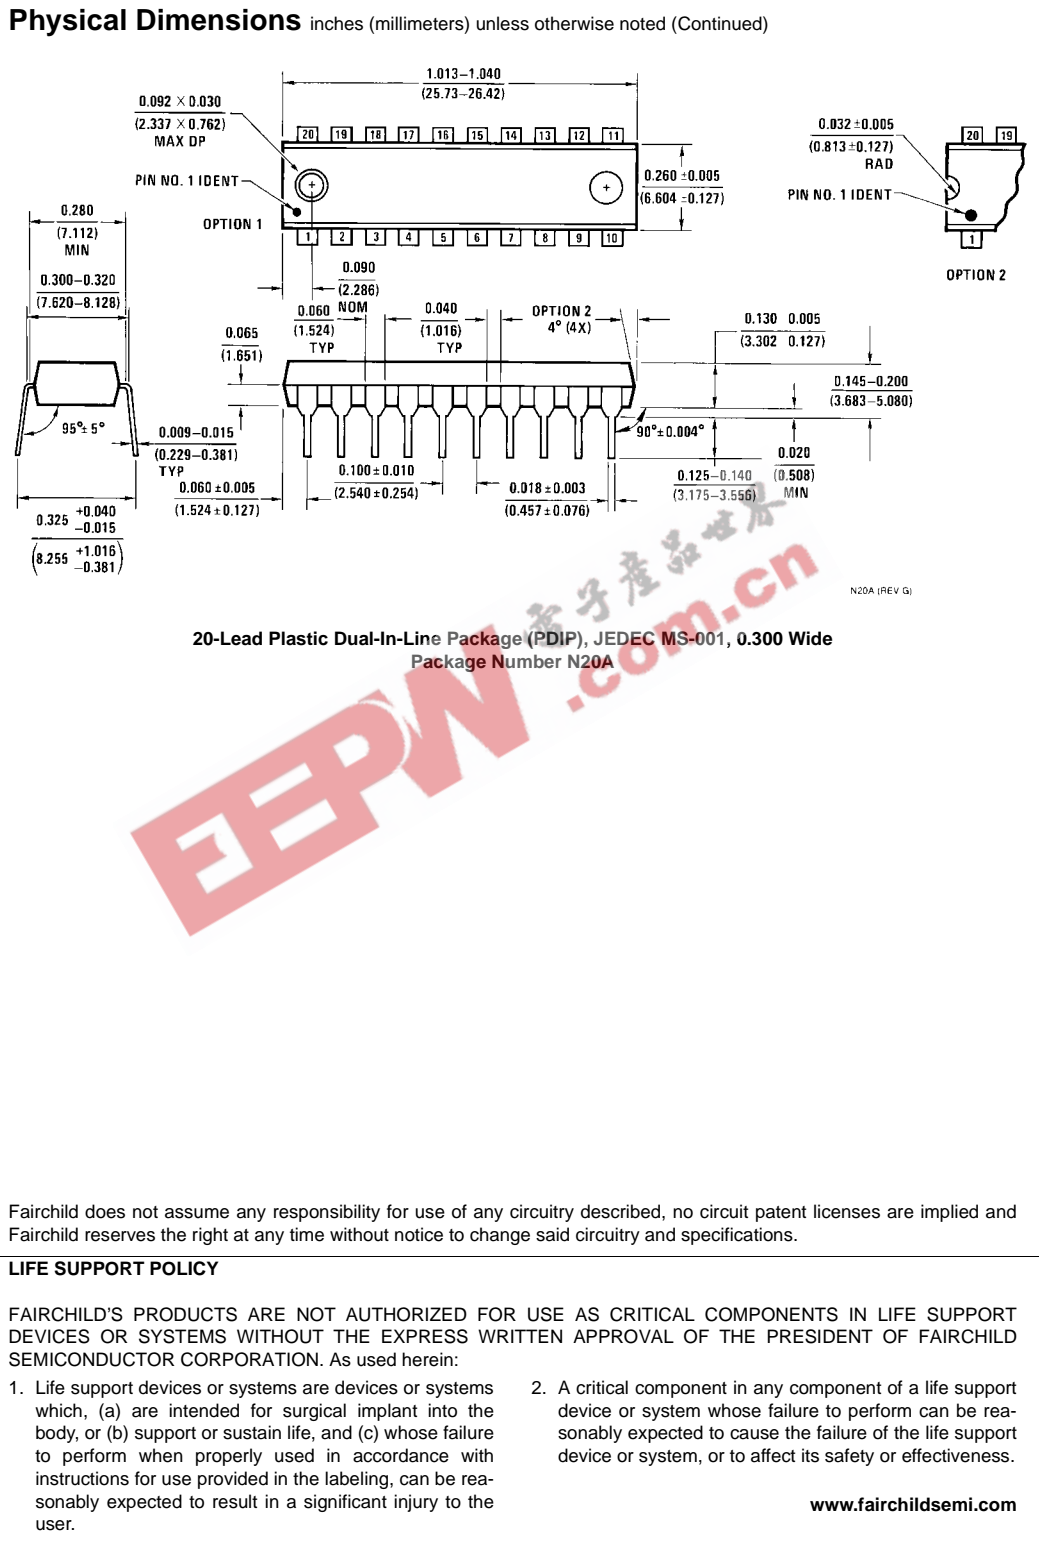 Physical Dimensions inches (millimeters) unless otherwise noted (Continued)
1.013–1.040
(25.73–26.42)
0.092 × 0.030
(2.337 × 0.762)
MAX DP
PIN NO. 1 IDENT
OPTION 1
20 19 18 17 16 15 14 13 12 11
1 2 3 4 5 6 7 8 9 10
0.260 ±0.005
(6.604 ±0.127)
0.032±0.005
(0.813±0.127)
RAD
PIN NO. 1 IDENT
20 19
1
OPTION 2
0.280
(7.112)
MIN
0.300–0.320
(7.620–8.128)
0.090
(2.286)
NOM
0.060
(1.524)
TYP
0.040
(1.016)
TYP
OPTION 2
4° (4X)
0.065
(1.651)
0.130 0.005
(3.302 0.127)
0.145–0.200
(3.683–5.080)
95°± 5°
0.009–0.015
(0.229–0.381)
TYP
90°±0.004°
0.020
(0.508)
MIN
0.125–0.140
(3.175–3.556)
0.100±0.010
(2.540±0.254)
0.018±0.003
(0.457±0.076)
0.060±0.005
(1.524±0.127)
0.325 +0.040
–0.015
(8.255 +1.016
–0.381)
N20A (REV G)
20-Lead Plastic Dual-In-Line Package (PDIP), JEDEC MS-001, 0.300 Wide
Package Number N20A
EEPW 電子產品世界
.com.cn
Fairchild does not assume any responsibility for use of any circuitry described, no circuit patent licenses are implied and
Fairchild reserves the right at any time without notice to change said circuitry and specifications.
LIFE SUPPORT POLICY
FAIRCHILD'S PRODUCTS ARE NOT AUTHORIZED FOR USE AS CRITICAL COMPONENTS IN LIFE SUPPORT
DEVICES OR SYSTEMS WITHOUT THE EXPRESS WRITTEN APPROVAL OF THE PRESIDENT OF FAIRCHILD
SEMICONDUCTOR CORPORATION. As used herein:
1. Life support devices or systems are devices or systems
which, (a) are intended for surgical implant into the
body, or (b) support or sustain life, and (c) whose failure
to perform when properly used in accordance with
instructions for use provided in the labeling, can be rea-
sonably expected to result in a significant injury to the
user.
2. A critical component in any component of a life support
device or system whose failure to perform can be rea-
sonably expected to cause the failure of the life support
device or system, or to affect its safety or effectiveness.
www.fairchildsemi.com